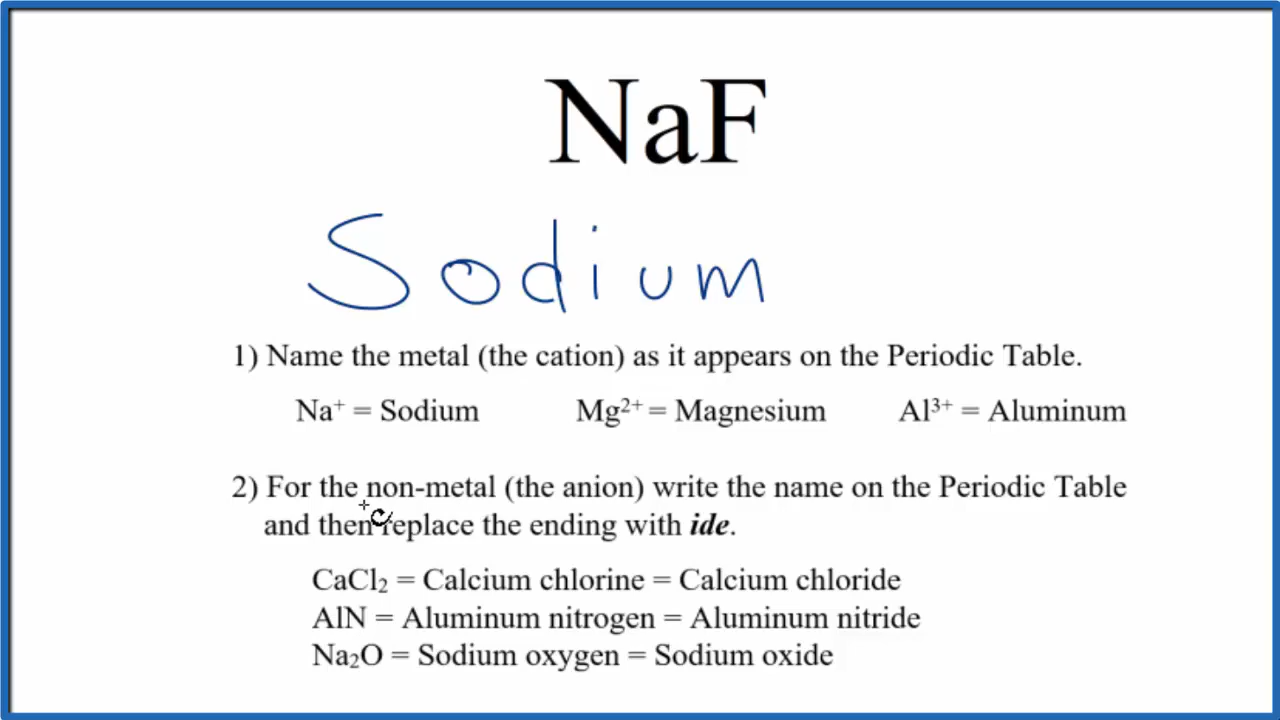 NaF
Sodium
1) Name the metal (the cation) as it appears on the Periodic Table.
Na⁺ = Sodium Mg²⁺ = Magnesium Al³⁺ = Aluminum
2) For the non-metal (the anion) write the name on the Periodic Table
and then replace the ending with ide.
CaCl₂ = Calcium chlorine = Calcium chloride
AlN = Aluminum nitrogen = Aluminum nitride
Na₂O = Sodium oxygen = Sodium oxide